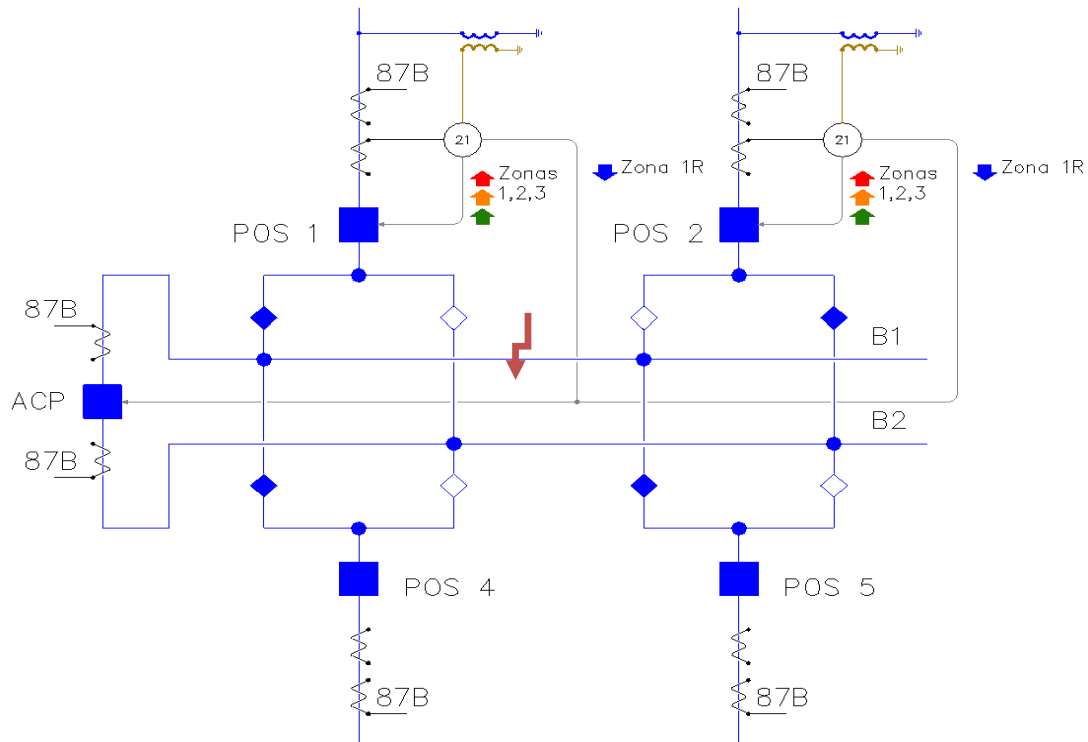 87B
87B
21
21
Zonas
1,2,3
Zona 1R
Zonas
1,2,3
Zona 1R
POS 1
POS 2
87B
B1
ACP
B2
87B
POS 4
POS 5
87B
87B